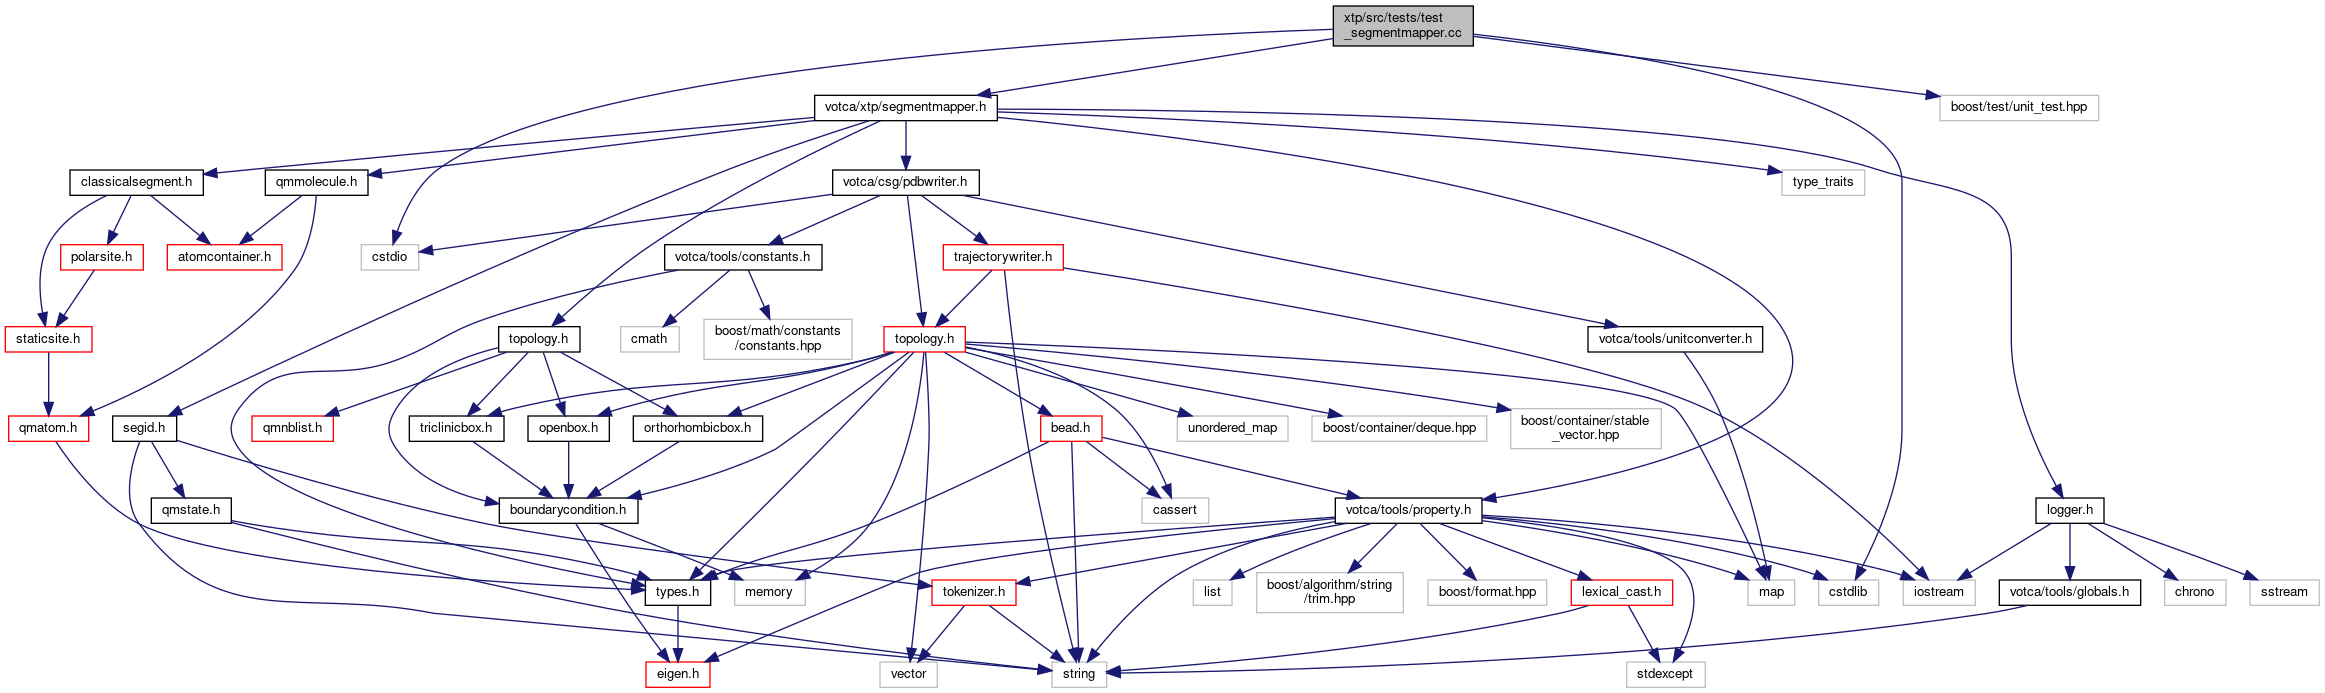 xtp/src/tests/test
_segmentmapper.cc
votca/xtp/segmentmapper.h
boost/test/unit_test.hpp
classicalsegment.h
qmmolecule.h
votca/csg/pdbwriter.h
type_traits
polarsite.h
atomcontainer.h
cstdio
votca/tools/constants.h
trajectorywriter.h
staticsite.h
topology.h
cmath
boost/math/constants
/constants.hpp
topology.h
votca/tools/unitconverter.h
qmatom.h
segid.h
qmnblist.h
triclinicbox.h
openbox.h
orthorhombicbox.h
bead.h
unordered_map
boost/container/deque.hpp
boost/container/stable
_vector.hpp
qmstate.h
boundarycondition.h
cassert
votca/tools/property.h
logger.h
types.h
memory
tokenizer.h
list
boost/algorithm/string
/trim.hpp
boost/format.hpp
lexical_cast.h
map
cstdlib
iostream
votca/tools/globals.h
chrono
sstream
eigen.h
vector
string
stdexcept